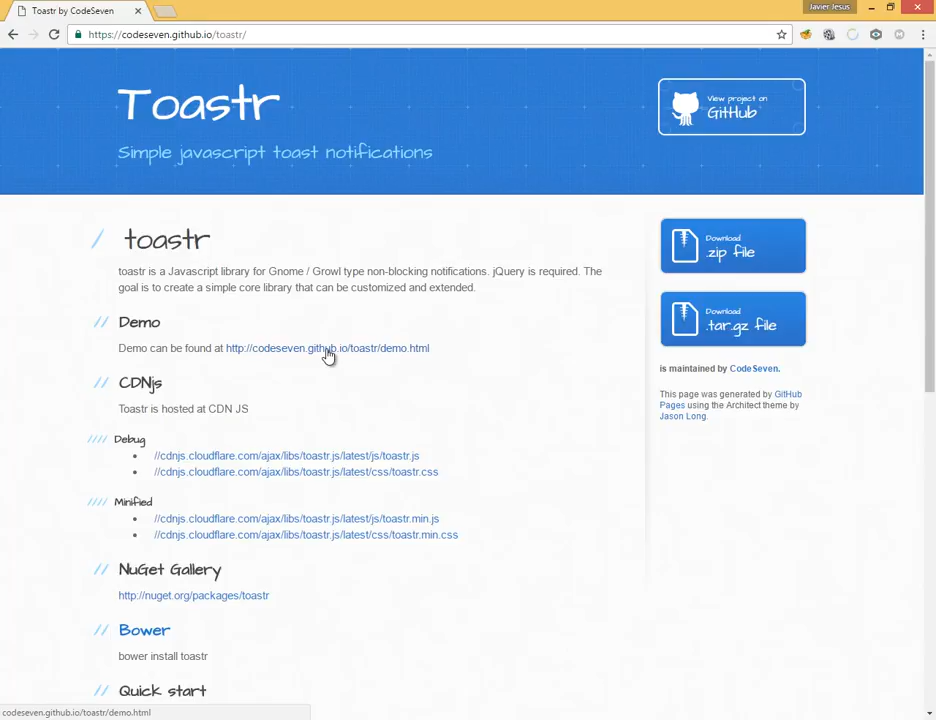 Toastr by CodeSeven
Javier Jesus
https://codeseven.github.io/toastr/
Toastr
Simple javascript toast notifications
View project on
GitHub
/ toastr
toastr is a Javascript library for Gnome / Growl type non-blocking notifications. jQuery is required. The
goal is to create a simple core library that can be customized and extended.
// Demo
Demo can be found at http://codeseven.github.io/toastr/demo.html
// CDNjs
Toastr is hosted at CDN JS
//// Debug
• //cdnjs.cloudflare.com/ajax/libs/toastr.js/latest/js/toastr.js
• //cdnjs.cloudflare.com/ajax/libs/toastr.js/latest/css/toastr.css
//// Minified
• //cdnjs.cloudflare.com/ajax/libs/toastr.js/latest/js/toastr.min.js
• //cdnjs.cloudflare.com/ajax/libs/toastr.js/latest/css/toastr.min.css
// NuGet Gallery
http://nuget.org/packages/toastr
// Bower
bower install toastr
// Quick start
Download
.zip file
Download
.tar.gz file
is maintained by CodeSeven.
This page was generated by GitHub
Pages using the Architect theme by
Jason Long.
codeseven.github.io/toastr/demo.html